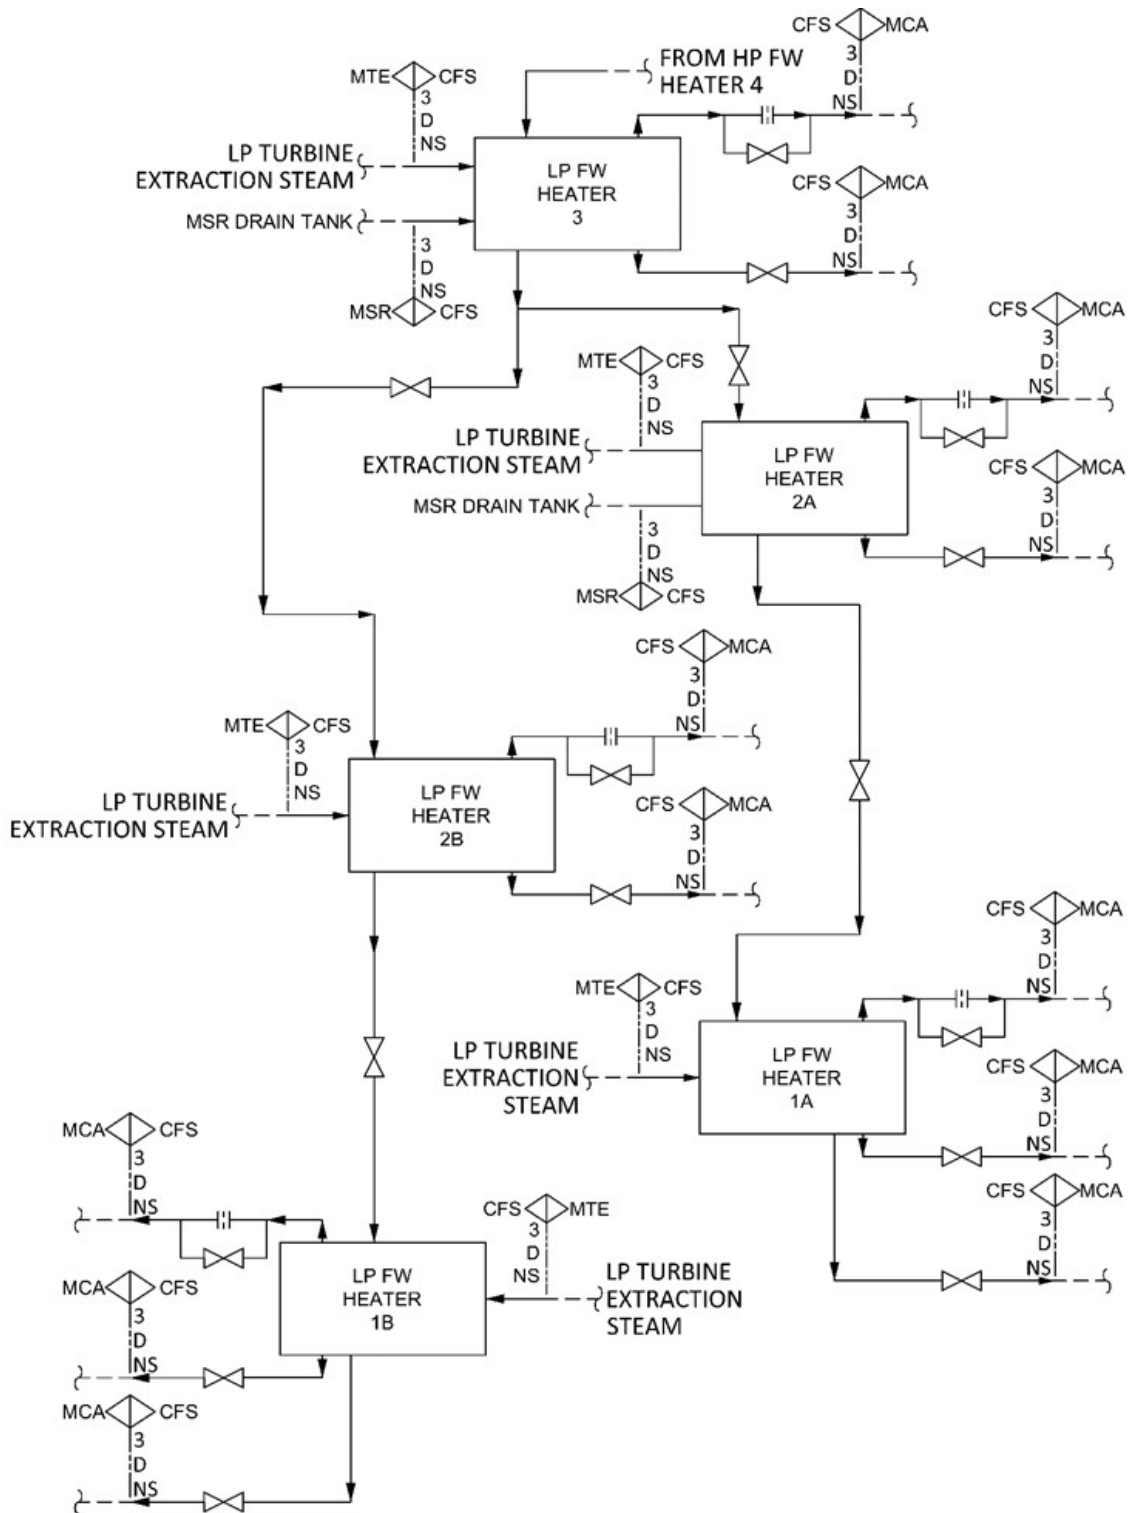 CFS MCA
3
D
NS
FROM HP FW
HEATER 4
MTE CFS
3
D
NS
LP TURBINE
EXTRACTION STEAM
LP FW
HEATER
3
CFS MCA
3
D
NS
MSR DRAIN TANK
3
D
NS
MSR CFS
CFS MCA
3
D
NS
MTE CFS
3
D
NS
LP TURBINE
EXTRACTION STEAM
LP FW
HEATER
2A
CFS MCA
3
D
NS
MSR DRAIN TANK
3
D
NS
MSR CFS
CFS MCA
3
D
NS
MTE CFS
3
D
NS
LP TURBINE
EXTRACTION STEAM
LP FW
HEATER
2B
CFS MCA
3
D
NS
CFS MCA
3
D
NS
MTE CFS
3
D
NS
LP TURBINE
EXTRACTION
STEAM
LP FW
HEATER
1A
CFS MCA
3
D
NS
CFS MCA
3
D
NS
MCA CFS
3
D
NS
CFS MTE
3
D
NS
LP FW
HEATER
1B
LP TURBINE
EXTRACTION
STEAM
MCA CFS
3
D
NS
MCA CFS
3
D
NS